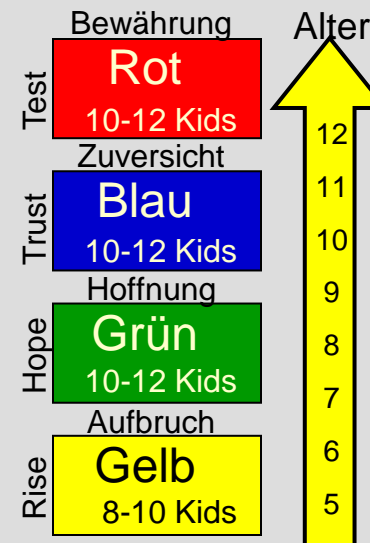 Bewährung
Alter
Test
Rot
10-12 Kids
Zuversicht
Trust
Blau
10-12 Kids
Hoffnung
Hope
Grün
10-12 Kids
Aufbruch
Rise
Gelb
8-10 Kids
12
11
10
9
8
7
6
5